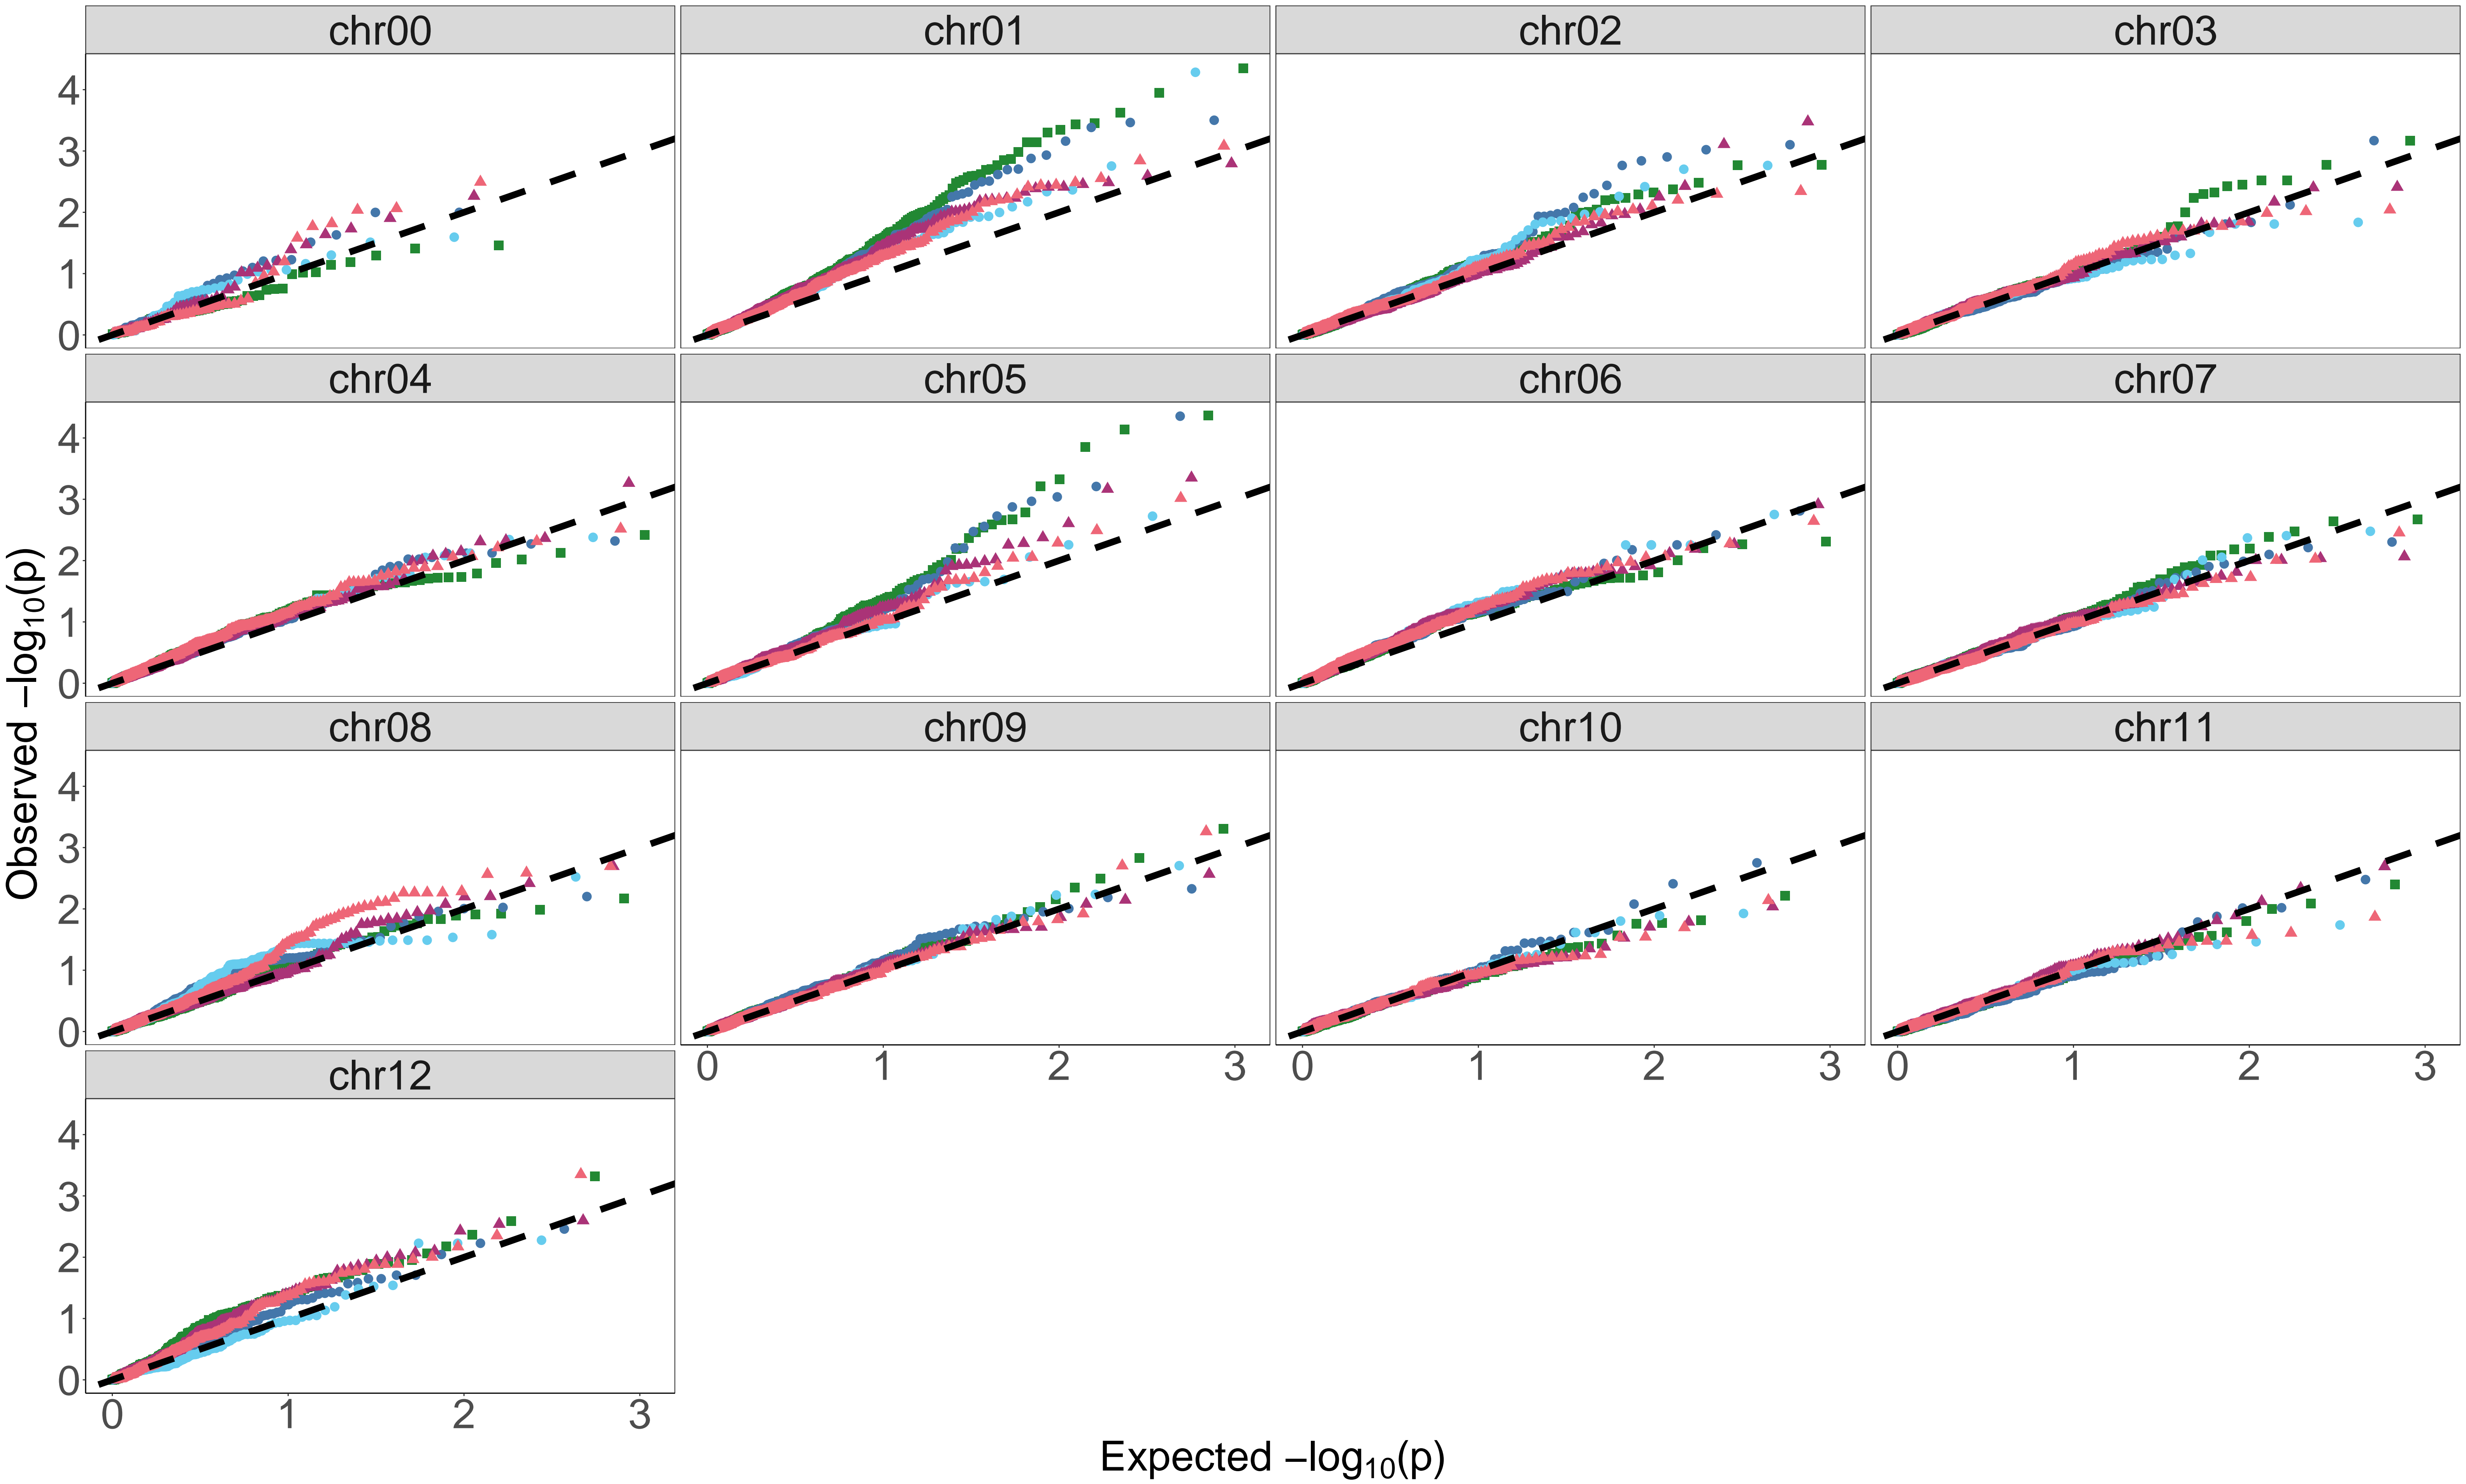 chr00 chr01 chr02 chr03
4
3
2
1
0
chr04 chr05 chr06 chr07
4
3
2
1
0
chr08 chr09 chr10 chr11
4
3
2
1
0
0 1 2 3 0 1 2 3 0 1 2 3
chr12
4
3
2
1
0
0 1 2 3
Observed −log10(p)
Expected −log10(p)